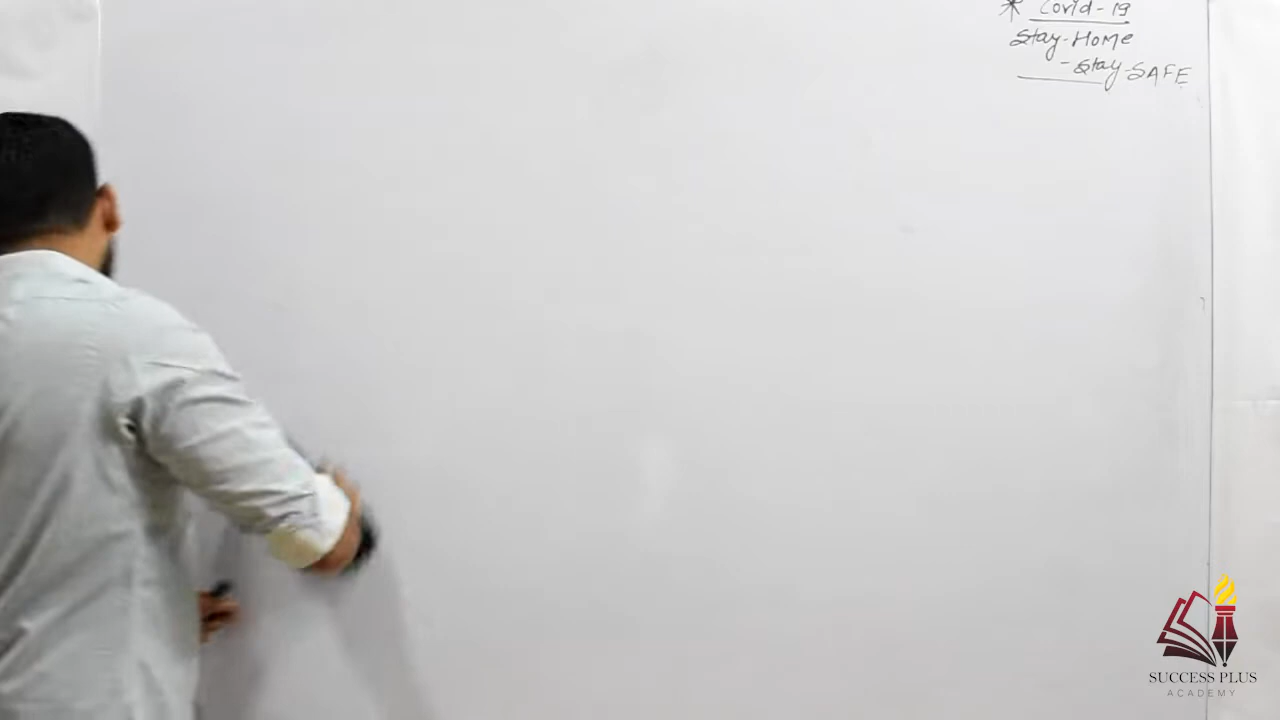 * Covid-19
Stay-HOME
-Stay-SAFE
SUCCESS PLUS
ACADEMY